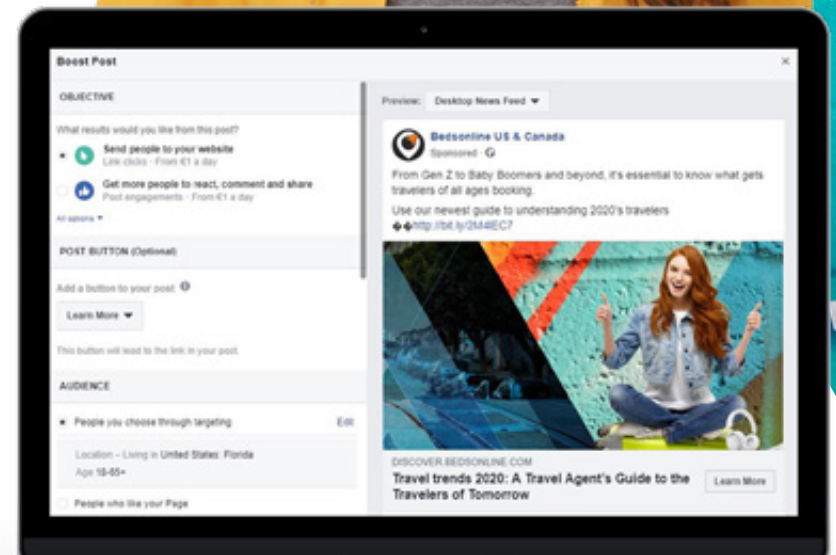 Boost Post
OBJECTIVE
What results would you like from this post?
Send people to your website
Link clicks · From €1 a day
Get more people to react, comment and share
Post engagements · From €1 a day
All options
POST BUTTON (Optional)
Add a button to your post
Learn More
This button will lead to the link in your post.
AUDIENCE
People you choose through targeting
Edit
Location – Living in United States: Florida
Age 18-65+
People who like your Page
Preview:
Desktop News Feed
Bedsonline US & Canada
Sponsored ·
From Gen Z to Baby Boomers and beyond, it's essential to know what gets
travelers of all ages booking.
Use our newest guide to understanding 2020's travelers
��http://bit.ly/2M4IEC7
DISCOVER.BEDSONLINE.COM
Travel trends 2020: A Travel Agent's Guide to the
Travelers of Tomorrow
Learn More